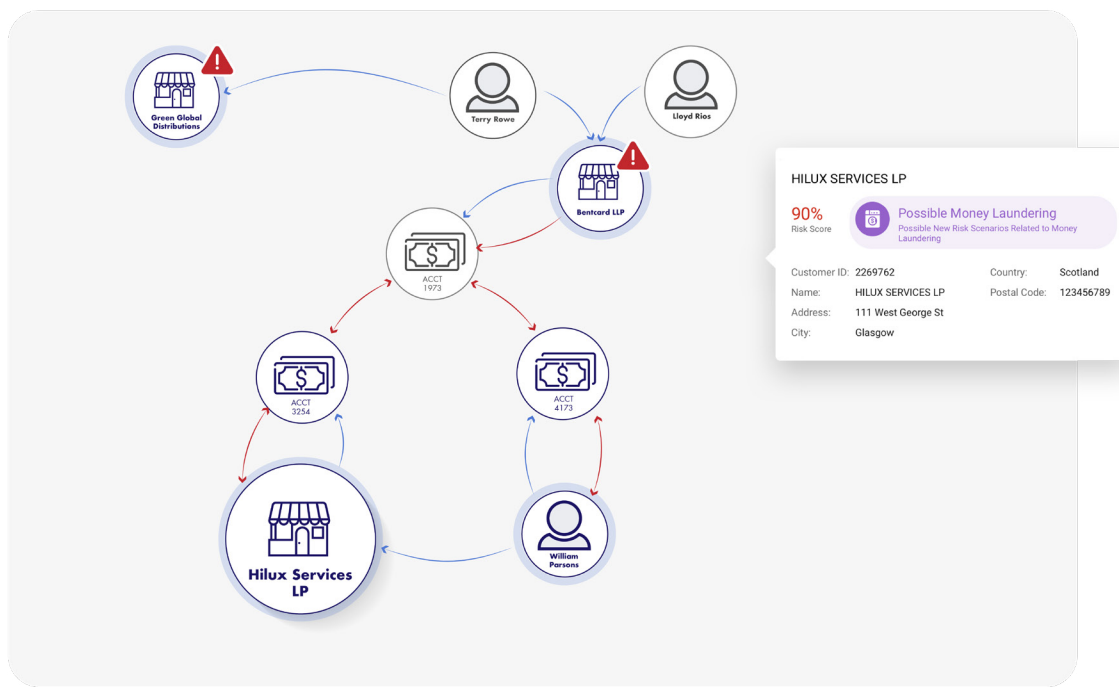 Green Global
Distributions
Terry Rowe
Lloyd Rios
Bentcard LLP
ACCT
1973
ACCT
3254
ACCT
4173
Hilux Services
LP
William
Parsons
HILUX SERVICES LP
90%
Risk Score
Possible Money Laundering
Possible New Risk Scenarios Related to Money
Laundering
Customer ID: 2269762 Country: Scotland
Name: HILUX SERVICES LP Postal Code: 123456789
Address: 111 West George St
City: Glasgow